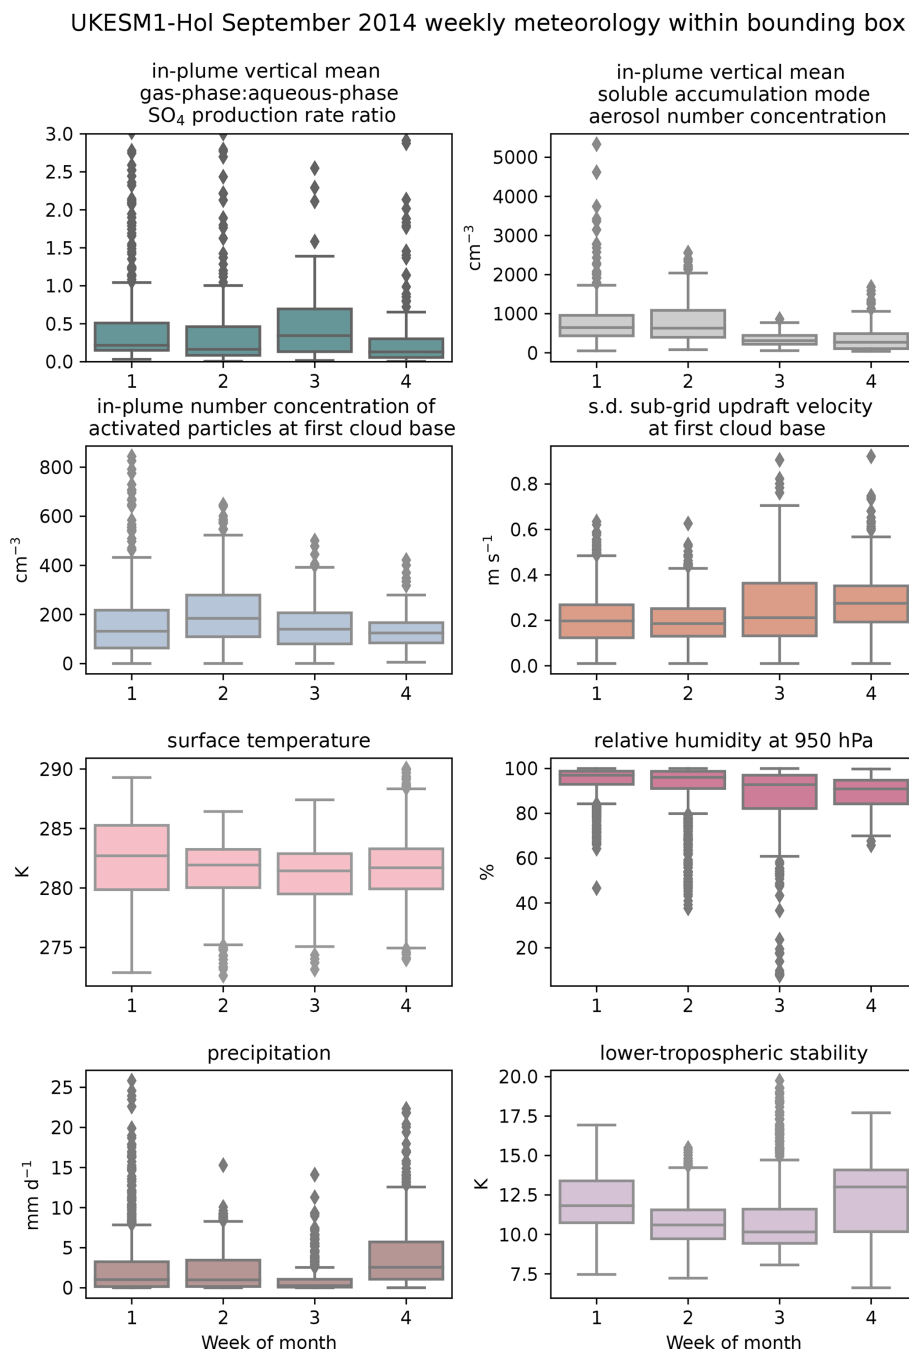 UKESM1-Hol September 2014 weekly meteorology within bounding box
in-plume vertical mean
gas-phase:aqueous-phase
SO₄ production rate ratio
3.0
2.5
2.0
1.5
1.0
0.5
0.0
1 2 3 4
in-plume vertical mean
soluble accumulation mode
aerosol number concentration
cm⁻³
5000
4000
3000
2000
1000
0
1 2 3 4
in-plume number concentration of
activated particles at first cloud base
cm⁻³
800
600
400
200
0
1 2 3 4
s.d. sub-grid updraft velocity
at first cloud base
m s⁻¹
0.8
0.6
0.4
0.2
0.0
1 2 3 4
surface temperature
K
290
285
280
275
1 2 3 4
relative humidity at 950 hPa
%
100
80
60
40
20
1 2 3 4
precipitation
mm d⁻¹
25
20
15
10
5
0
1 2 3 4
Week of month
lower-tropospheric stability
K
20.0
17.5
15.0
12.5
10.0
7.5
1 2 3 4
Week of month